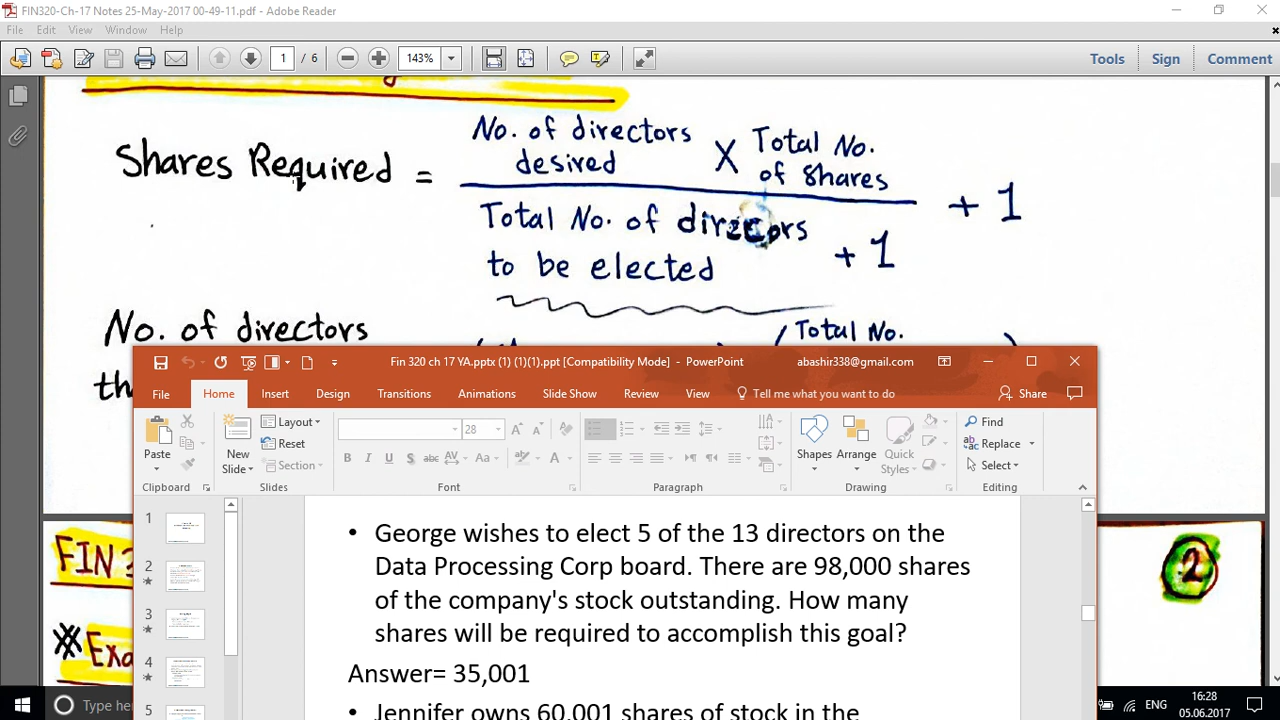 FIN320-Ch-17 Notes 25-May-2017 00-49-11.pdf - Adobe Reader
File Edit View Window Help
1 / 6 143% Tools Sign Comment
Shares Required = No. of directors desired X Total No. of Shares
Total No. of directors to be elected + 1 + 1
No. of directors
Total No.
Fin 320 ch 17 YA.pptx (1) (1)(1).ppt [Compatibility Mode] - PowerPoint abashir338@gmail.com
File Home Insert Design Transitions Animations Slide Show Review View Tell me what you want to do Share
Paste New Slide Layout Reset Section 28 B I U S abc AV Aa A Shapes Arrange Quick Styles Find Replace Select
Clipboard Slides Font Paragraph Drawing Editing
1
2
3
4
5
• George wishes to elect 5 of the 13 directors on the
Data Processing Corp board. There are 98,000 shares
of the company's stock outstanding. How many
shares will be required to accomplish this goal?
Answer= 35,001
• Jennifer owns 60,001 shares of stock in the
FIN 3
2
Exa
Type her
ENG 16:28
05.06.2017